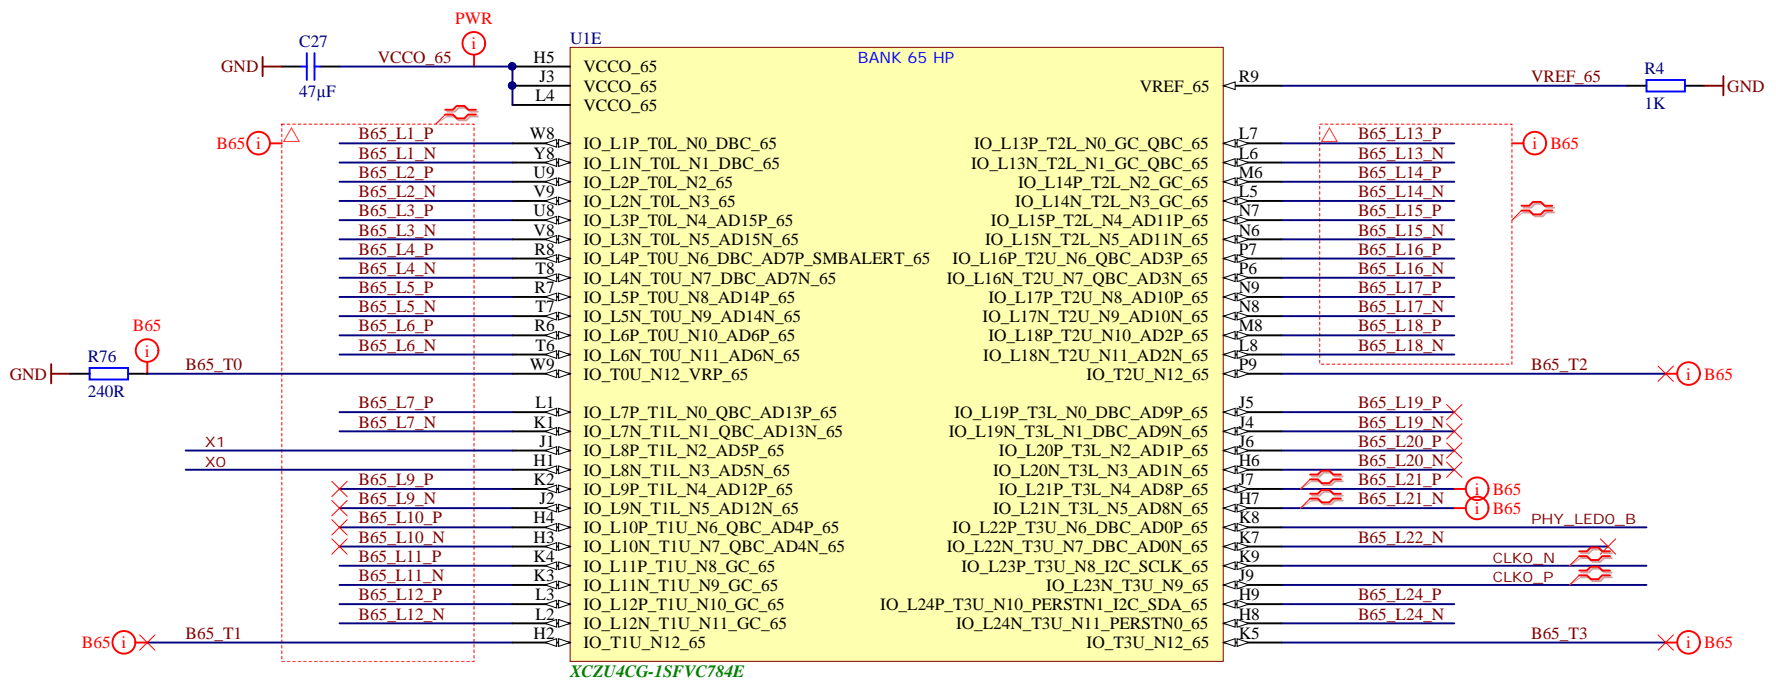 PWR
U1E
C27
BANK 65 HP
GND
VCCO_65
H5
VCCO_65
47µF
J3
VCCO_65
L4
VCCO_65
VREF_65
R9
VREF_65
R4
GND
1K
B65
B65_L1_P W8 IO_L1P_T0L_N0_DBC_65
B65_L1_N Y8 IO_L1N_T0L_N1_DBC_65
B65_L2_P U9 IO_L2P_T0L_N2_65
B65_L2_N V9 IO_L2N_T0L_N3_65
B65_L3_P U8 IO_L3P_T0L_N4_AD15P_65
B65_L3_N V8 IO_L3N_T0L_N5_AD15N_65
B65_L4_P R8 IO_L4P_T0U_N6_DBC_AD7P_SMBALERT_65
B65_L4_N T8 IO_L4N_T0U_N7_DBC_AD7N_65
B65_L5_P R7 IO_L5P_T0U_N8_AD14P_65
B65_L5_N T7 IO_L5N_T0U_N9_AD14N_65
B65_L6_P R6 IO_L6P_T0U_N10_AD6P_65
B65_L6_N T6 IO_L6N_T0U_N11_AD6N_65
B65
R76
GND
240R
B65_T0 W9 IO_T0U_N12_VRP_65
B65_L7_P L1 IO_L7P_T1L_N0_QBC_AD13P_65
B65_L7_N K1 IO_L7N_T1L_N1_QBC_AD13N_65
X1 J1 IO_L8P_T1L_N2_AD5P_65
X0 H1 IO_L8N_T1L_N3_AD5N_65
B65_L9_P K2 IO_L9P_T1L_N4_AD12P_65
B65_L9_N J2 IO_L9N_T1L_N5_AD12N_65
B65_L10_P H4 IO_L10P_T1U_N6_QBC_AD4P_65
B65_L10_N H3 IO_L10N_T1U_N7_QBC_AD4N_65
B65_L11_P K4 IO_L11P_T1U_N8_GC_65
B65_L11_N K3 IO_L11N_T1U_N9_GC_65
B65_L12_P L3 IO_L12P_T1U_N10_GC_65
B65_L12_N L2 IO_L12N_T1U_N11_GC_65
B65 B65_T1 H2 IO_T1U_N12_65
IO_L13P_T2L_N0_GC_QBC_65 L7 B65_L13_P B65
IO_L13N_T2L_N1_GC_QBC_65 L6 B65_L13_N
IO_L14P_T2L_N2_GC_65 M6 B65_L14_P
IO_L14N_T2L_N3_GC_65 L5 B65_L14_N
IO_L15P_T2L_N4_AD11P_65 N7 B65_L15_P
IO_L15N_T2L_N5_AD11N_65 N6 B65_L15_N
IO_L16P_T2U_N6_QBC_AD3P_65 P7 B65_L16_P
IO_L16N_T2U_N7_QBC_AD3N_65 P6 B65_L16_N
IO_L17P_T2U_N8_AD10P_65 N9 B65_L17_P
IO_L17N_T2U_N9_AD10N_65 N8 B65_L17_N
IO_L18P_T2U_N10_AD2P_65 M8 B65_L18_P
IO_L18N_T2U_N11_AD2N_65 L8 B65_L18_N
IO_T2U_N12_65 P9 B65_T2 B65
IO_L19P_T3L_N0_DBC_AD9P_65 J5 B65_L19_P
IO_L19N_T3L_N1_DBC_AD9N_65 J4 B65_L19_N
IO_L20P_T3L_N2_AD1P_65 J6 B65_L20_P
IO_L20N_T3L_N3_AD1N_65 H6 B65_L20_N
IO_L21P_T3L_N4_AD8P_65 J7 B65_L21_P B65
IO_L21N_T3L_N5_AD8N_65 H7 B65_L21_N B65
IO_L22P_T3U_N6_DBC_AD0P_65 K8 PHY_LED0_B
IO_L22N_T3U_N7_DBC_AD0N_65 K7 B65_L22_N
IO_L23P_T3U_N8_I2C_SCLK_65 K9 CLK0_N
IO_L23N_T3U_N9_65 J9 CLK0_P
IO_L24P_T3U_N10_PERSTN1_I2C_SDA_65 H9 B65_L24_P
IO_L24N_T3U_N11_PERSTN0_65 H8 B65_L24_N
IO_T3U_N12_65 K5 B65_T3 B65
XCZU4CG-1SFVC784E